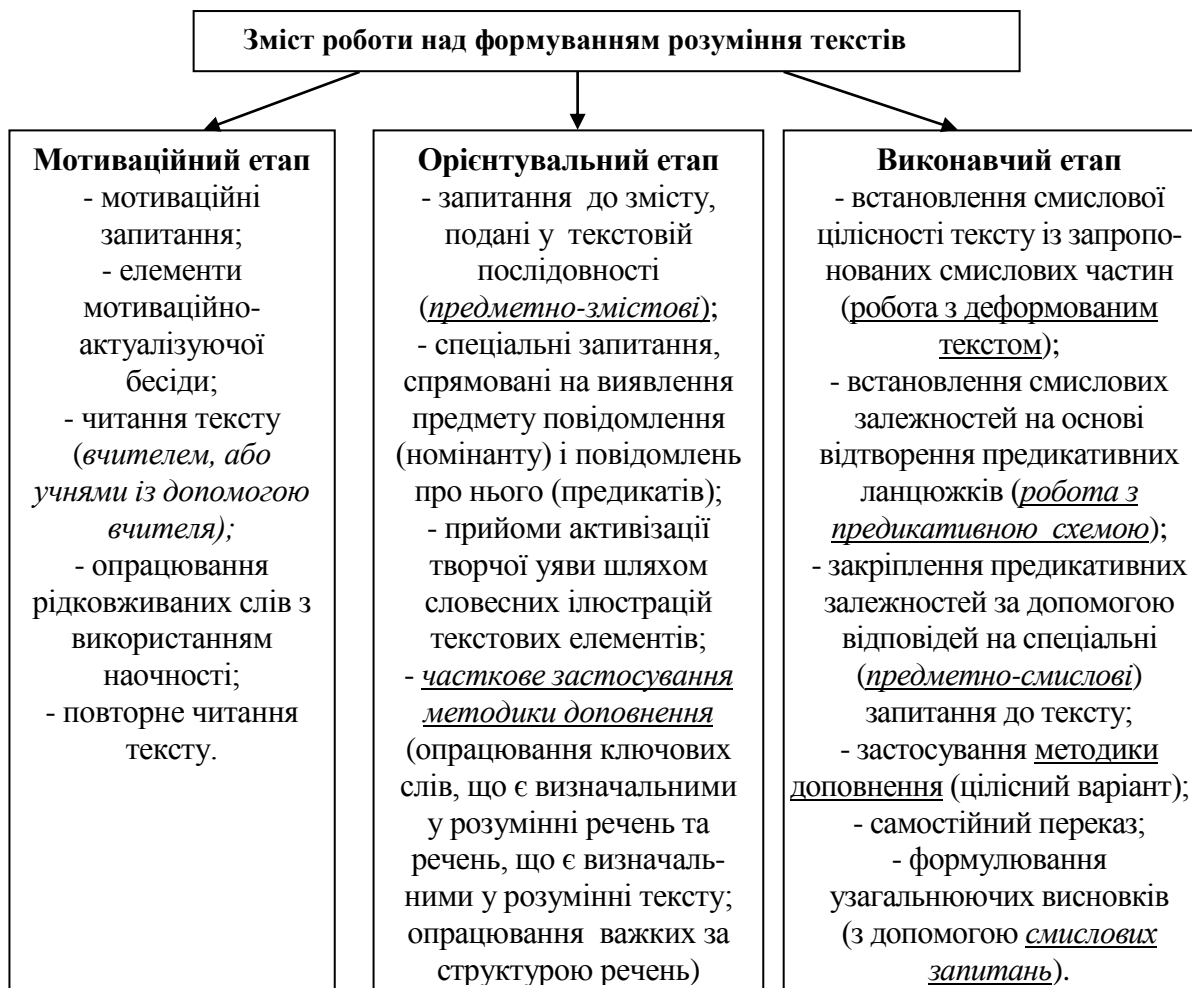 Зміст роботи над формуванням розуміння текстів
Мотиваційний етап
- мотиваційні
запитання;
- елементи
мотиваційно-
актуалізуючої
бесіди;
- читання тексту
(вчителем, або
учнями із допомогою
вчителя);
- опрацювання
рідковживаних слів з
використанням
наочності;
- повторне читання
тексту.
Орієнтувальний етап
- запитання до змісту,
подані у текстовій
послідовності
(предметно-змістові);
- спеціальні запитання,
спрямовані на виявлення
предмету повідомлення
(номінанту) і повідомлень
про нього (предикатів);
- прийоми активізації
творчої уяви шляхом
словесних ілюстрацій
текстових елементів;
- часткове застосування
методики доповнення
(опрацювання ключових
слів, що є визначальними
у розумінні речень та
речень, що є визначаль-
ними у розумінні тексту;
опрацювання важких за
структурою речень)
Виконавчий етап
- встановлення смислової
цілісності тексту із запропо-
нованих смислових частин
(робота з деформованим
текстом);
- встановлення смислових
залежностей на основі
відтворення предикативних
ланцюжків (робота з
предикативною схемою);
- закріплення предикативних
залежностей за допомогою
відповідей на спеціальні
(предметно-смислові)
запитання до тексту;
- застосування методики
доповнення (цілісний варіант);
- самостійний переказ;
- формулювання
узагальнюючих висновків
(з допомогою смислових
запитань).